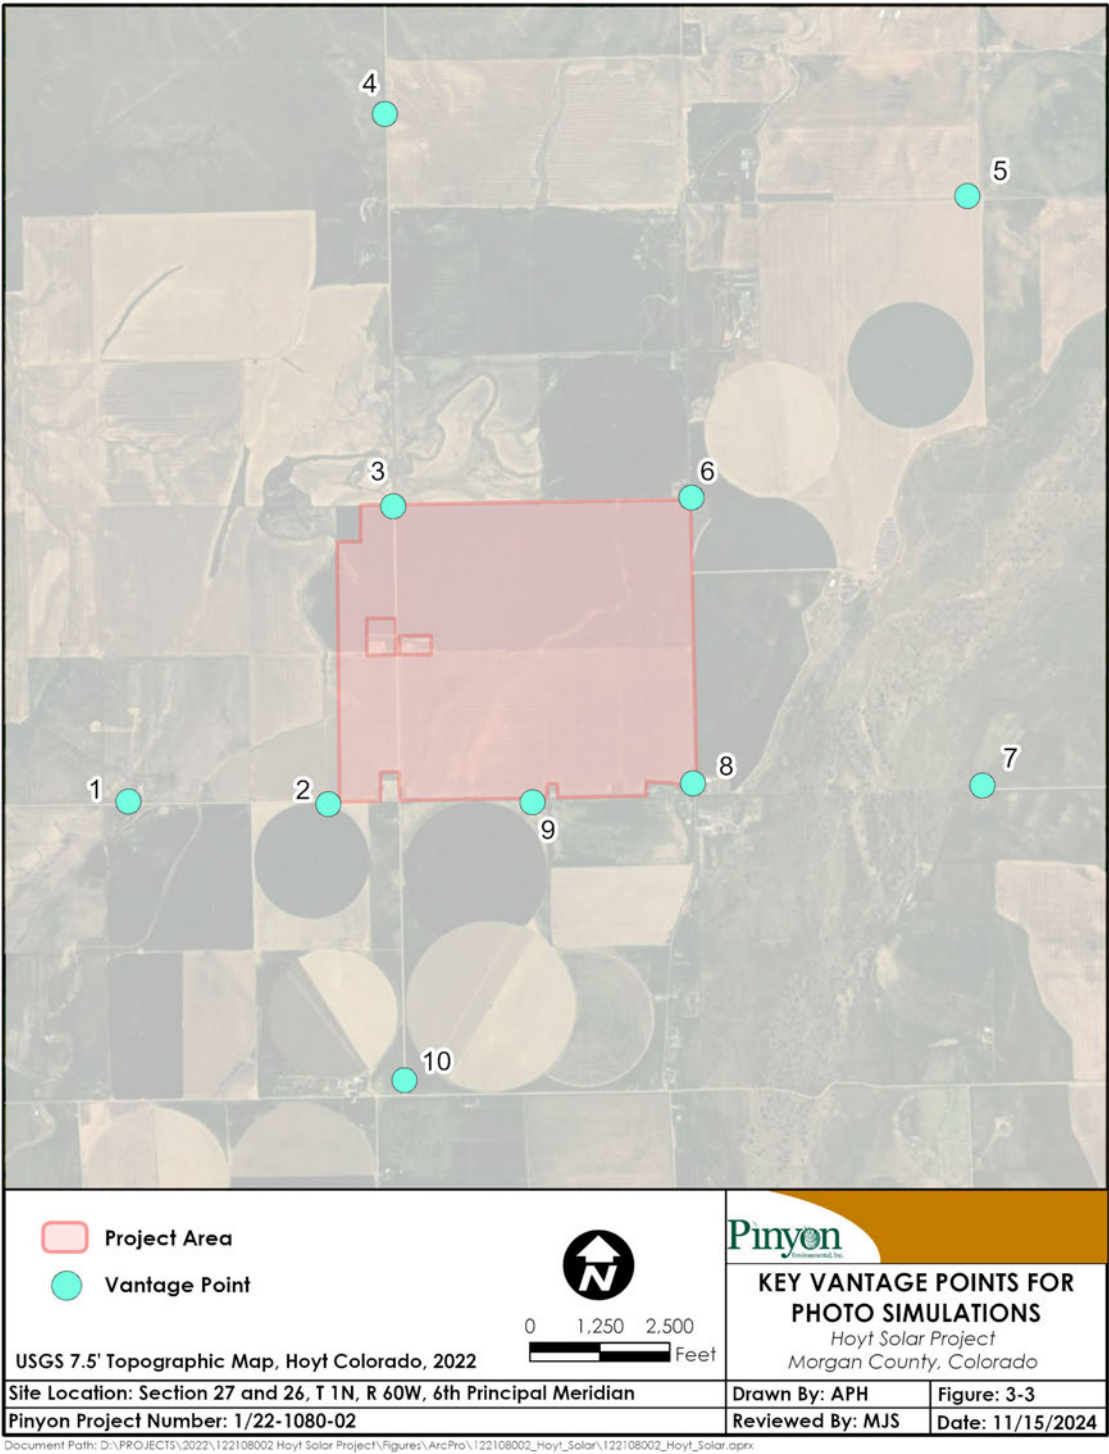 4
5
3
6
1
2
8
7
9
10
Project Area
Vantage Point
N
0 1,250 2,500
Feet
USGS 7.5' Topographic Map, Hoyt Colorado, 2022
Pinyon
Environmental, Inc.
KEY VANTAGE POINTS FOR
PHOTO SIMULATIONS
Hoyt Solar Project
Morgan County, Colorado
Site Location: Section 27 and 26, T 1N, R 60W, 6th Principal Meridian
Drawn By: APH
Figure: 3-3
Pinyon Project Number: 1/22-1080-02
Reviewed By: MJS
Date: 11/15/2024
Document Path: D:\PROJECTS\2022\122108002 Hoyt Solar Project\Figures\ArcPro\122108002_Hoyt_Solar\122108002_Hoyt_Solar.aprx